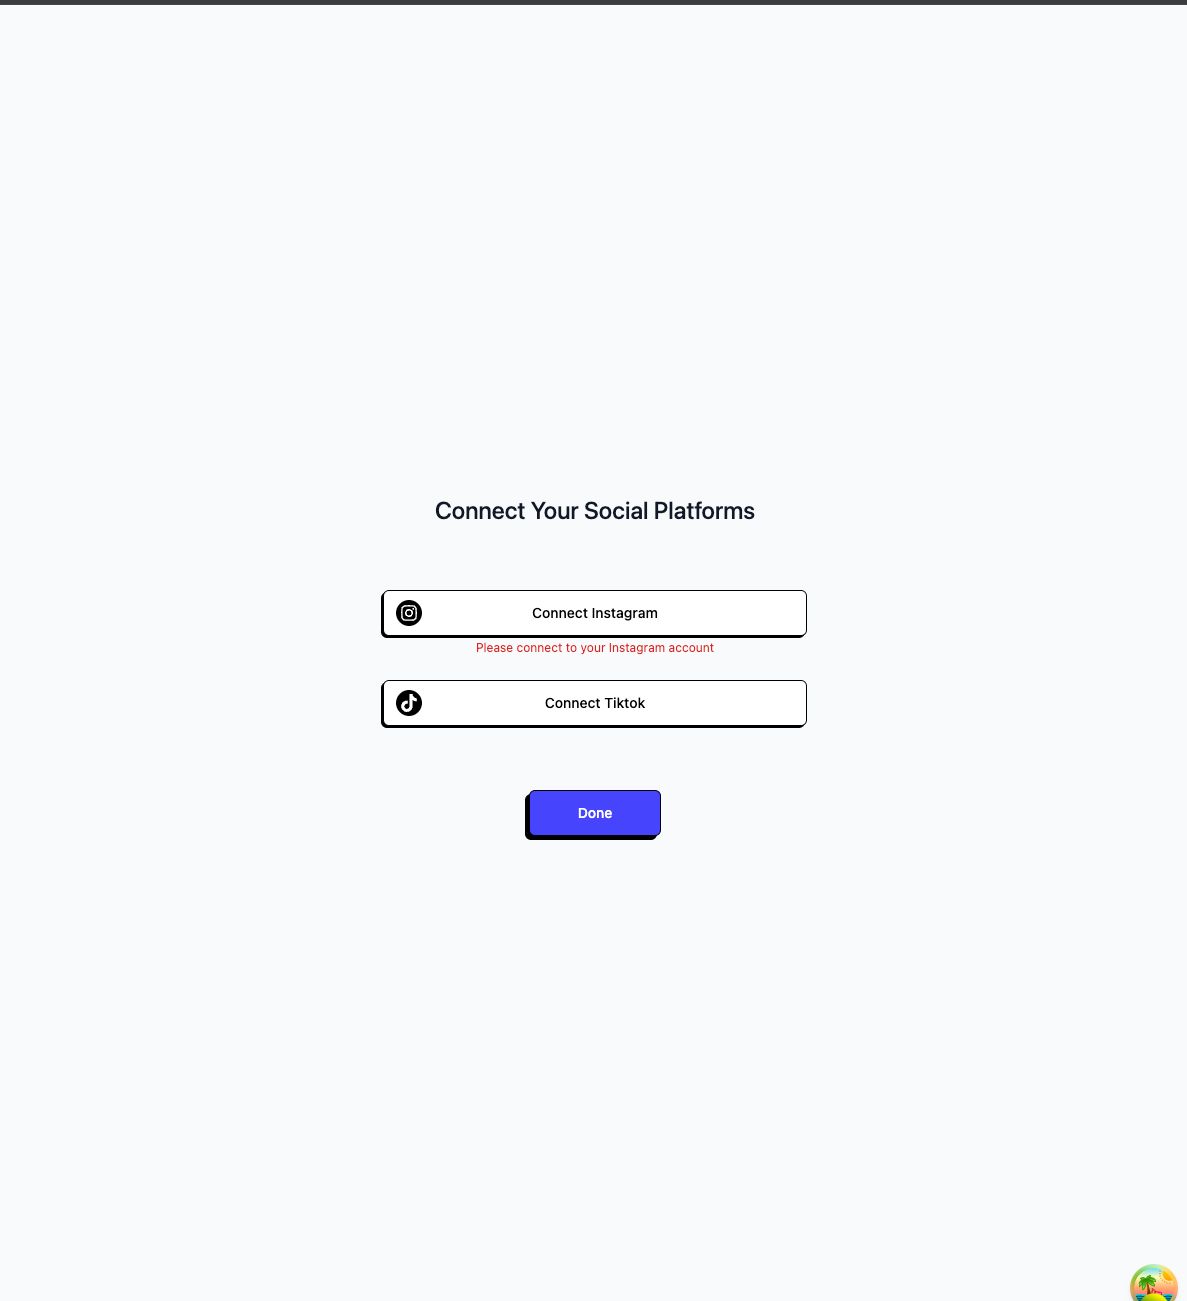 Connect Your Social Platforms
Connect Instagram
Please connect to your Instagram account
Connect Tiktok
Done